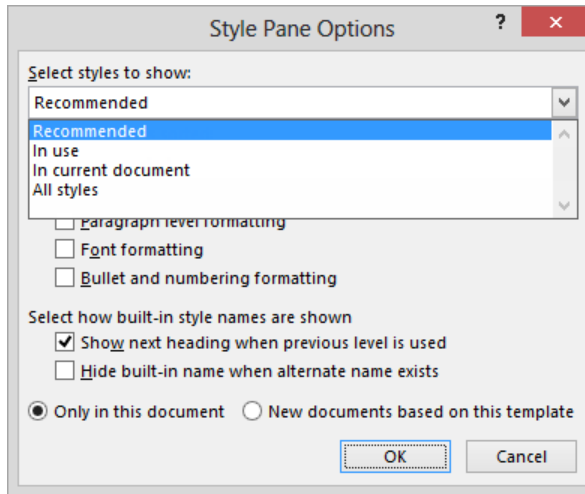 Style Pane Options
?
Select styles to show:
Recommended
Recommended
In use
In current document
All styles
Paragraph level formatting
Font formatting
Bullet and numbering formatting
Select how built-in style names are shown
Show next heading when previous level is used
Hide built-in name when alternate name exists
Only in this document New documents based on this template
OK Cancel